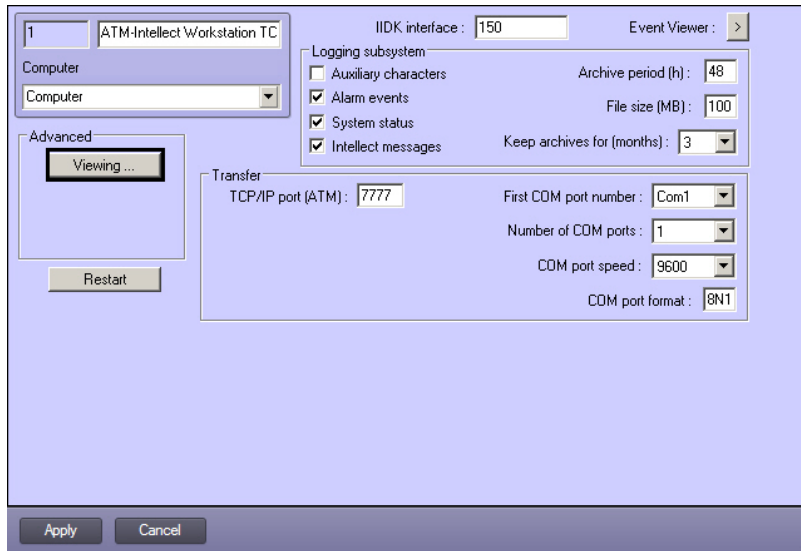 1 ATM-Intellect Workstation TC
IIDK interface : 150
Event Viewer : >
Computer
Computer
Logging subsystem
Auxiliary characters
Alarm events
System status
Intellect messages
Archive period (h) : 48
File size (MB) : 100
Keep archives for (months) : 3
Advanced
Viewing ...
Restart
Transfer
TCP/IP port (ATM) : 7777
First COM port number : Com1
Number of COM ports : 1
COM port speed : 9600
COM port format : 8N1
Apply Cancel